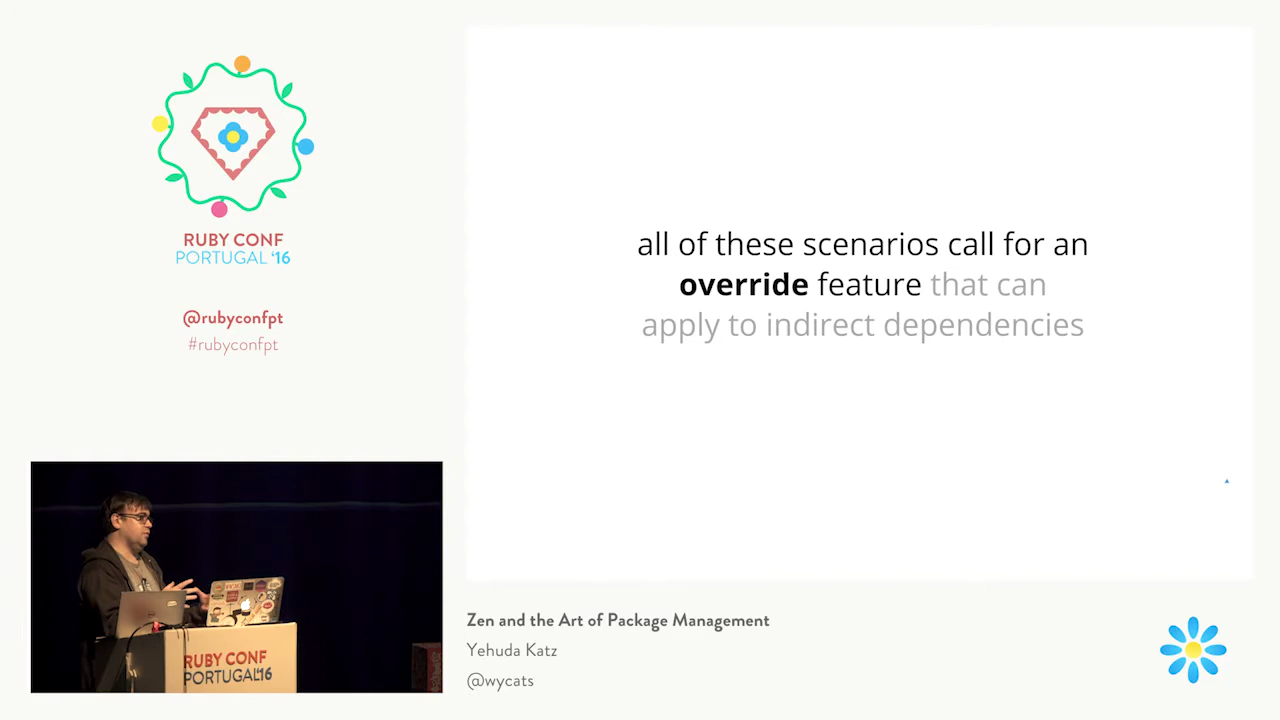 RUBY CONF
PORTUGAL '16
@rubyconfpt
#rubyconfpt
all of these scenarios call for an
override feature that can
apply to indirect dependencies
RUBY CONF
PORTUGAL'16
Zen and the Art of Package Management
Yehuda Katz
@wycats